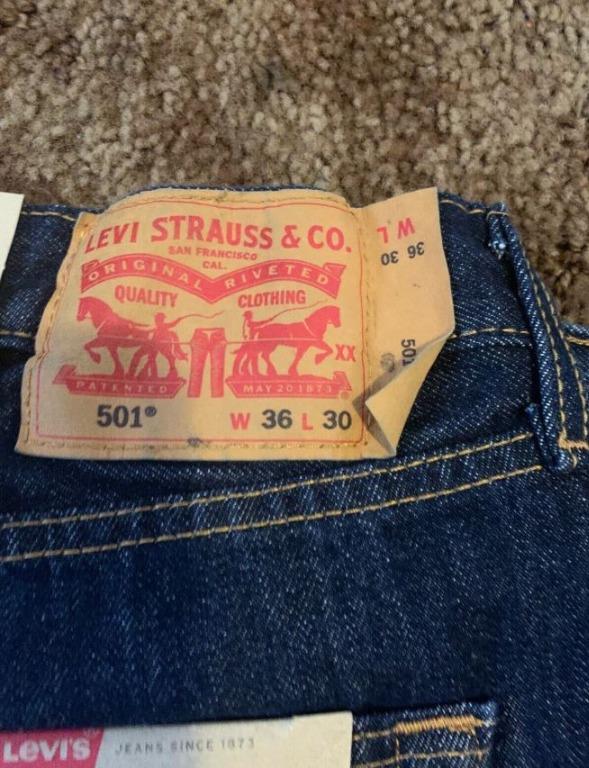 LEVI STRAUSS & CO.
SAN FRANCISCO
CAL.
ORIGINAL RIVETED
QUALITY CLOTHING
XX
PATENTED MAY 20 1873
501® W 36 L 30
W L
36 30
501
Levi's® JEANS SINCE 1873